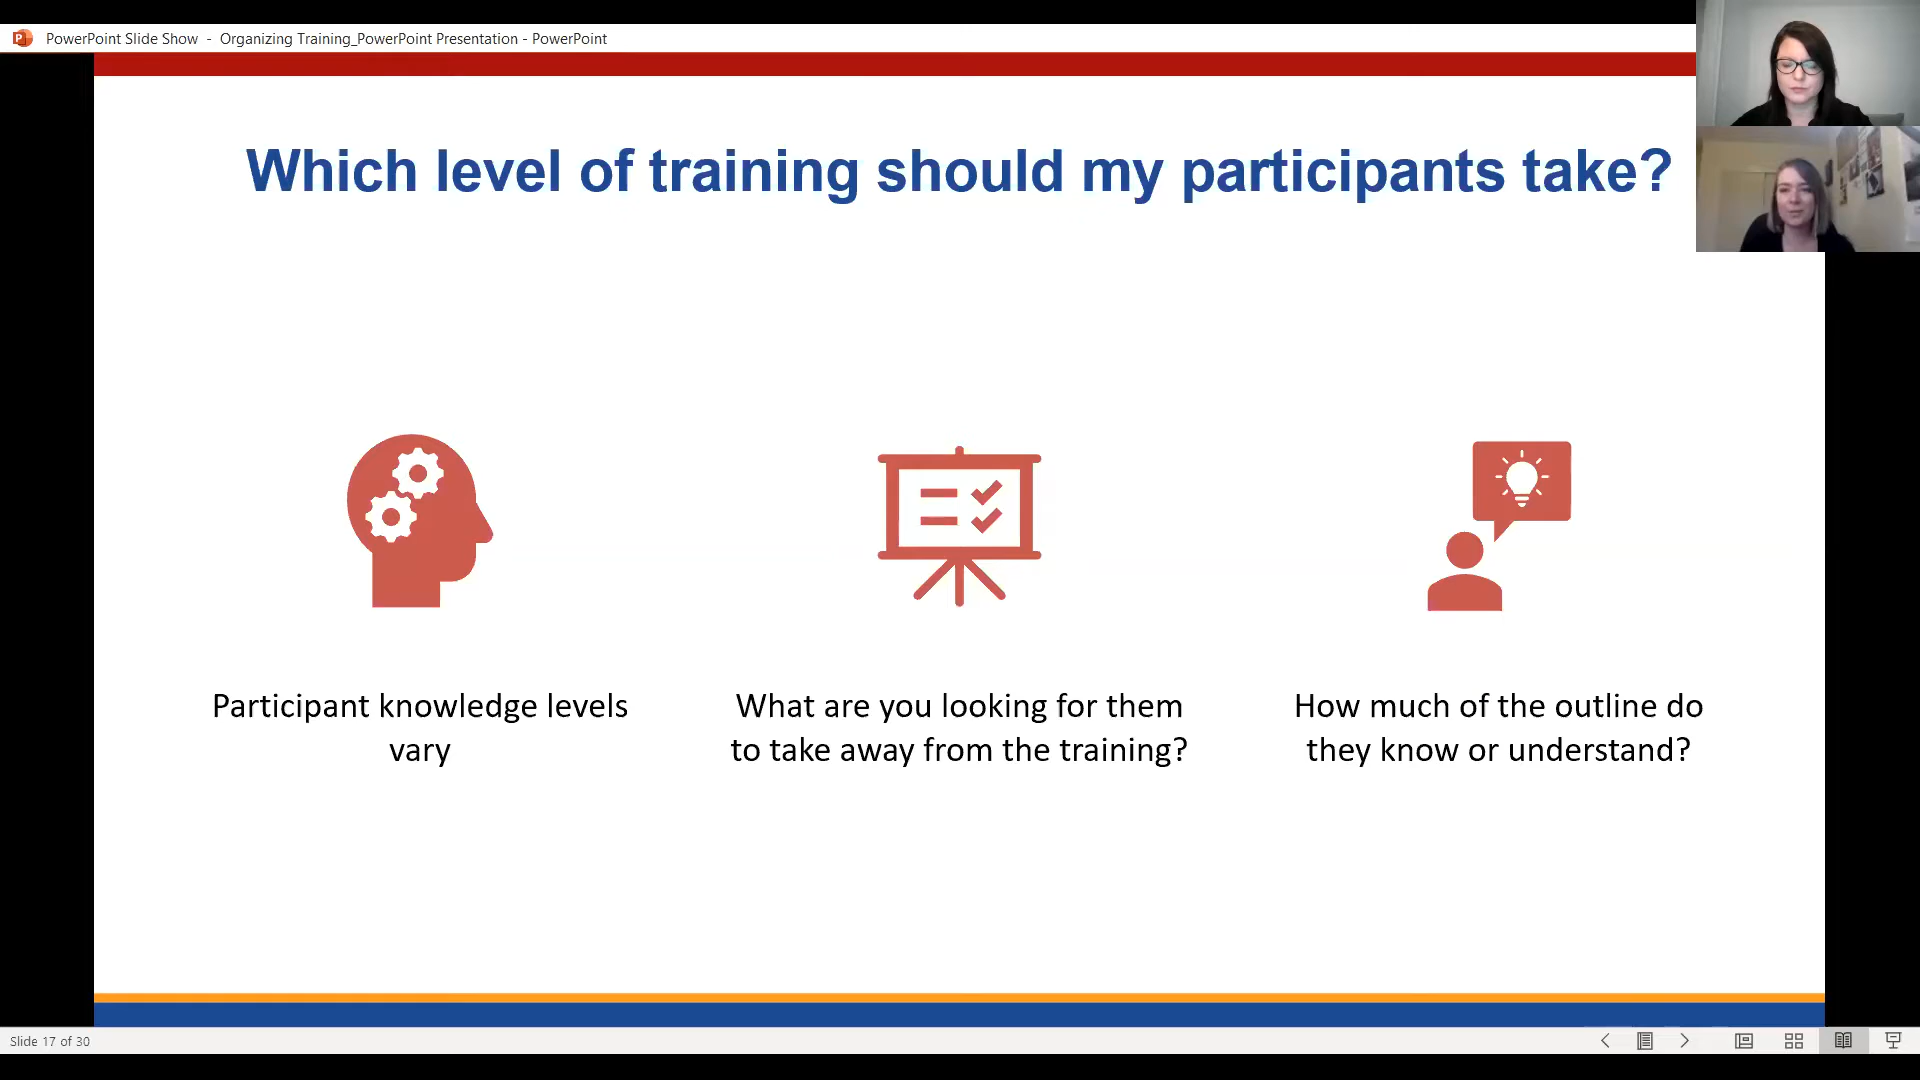 PowerPoint Slide Show - Organizing Training_PowerPoint Presentation - PowerPoint
Which level of training should my participants take?
Participant knowledge levels
vary
What are you looking for them
to take away from the training?
How much of the outline do
they know or understand?
Slide 17 of 30